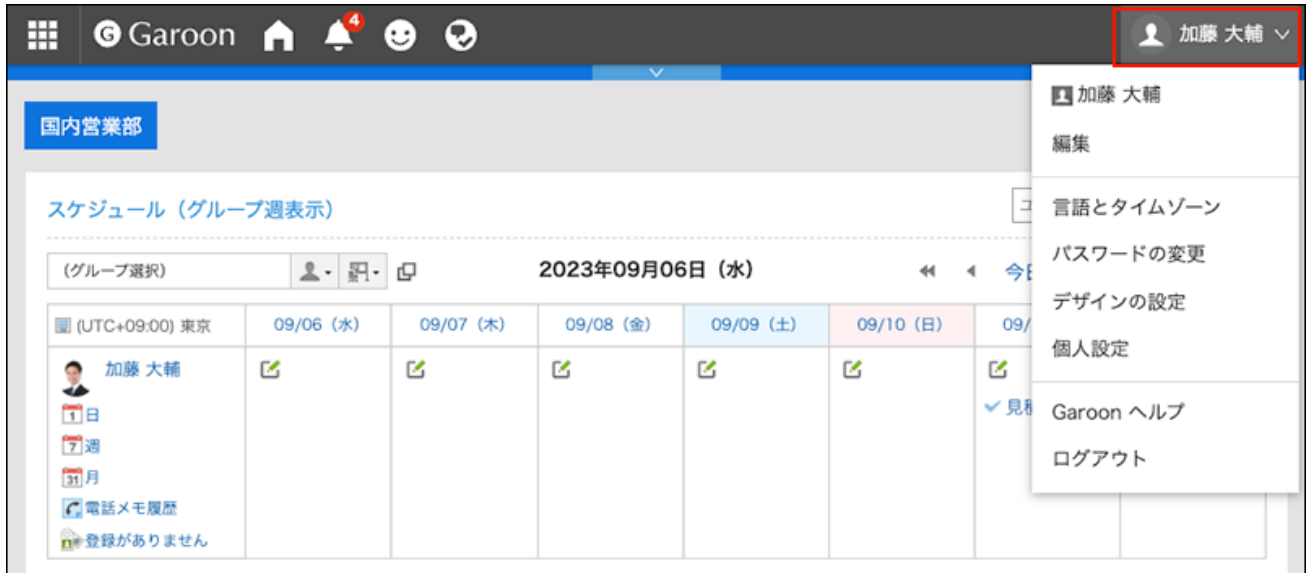 Garoon 4 加藤 大輔
加藤 大輔
編集
言語とタイムゾーン
パスワードの変更
デザインの設定
個人設定
Garoon ヘルプ
ログアウト
国内営業部
スケジュール（グループ週表示）
（グループ選択） 2023年09月06日（水）
(UTC+09:00) 東京 09/06（水） 09/07（木） 09/08（金） 09/09（土） 09/10（日） 09/
加藤 大輔
1 日
7 週
31 月
電話メモ履歴
登録がありません